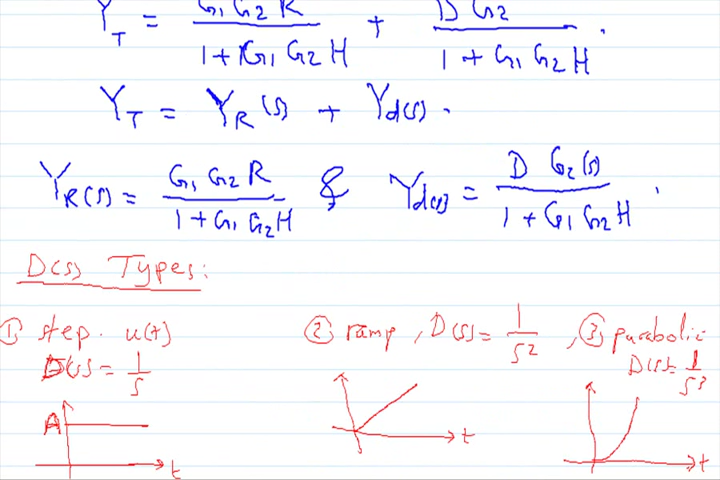 Y_T = G1 G2 R / 1 + G1 G2 H + D G2 / 1 + G1 G2 H .
Y_T = Y_R (s) + Y_d(s) .
Y_R(s) = G1 G2 R / 1 + G1 G2 H & Y_d(s) = D G2(s) / 1 + G1 G2 H .
D(s) Types:
① step. u(t) ② ramp, D(s) = 1/s² , ③ parabolic
D(s) = 1/s D(s) = 1/s³
A
t t t